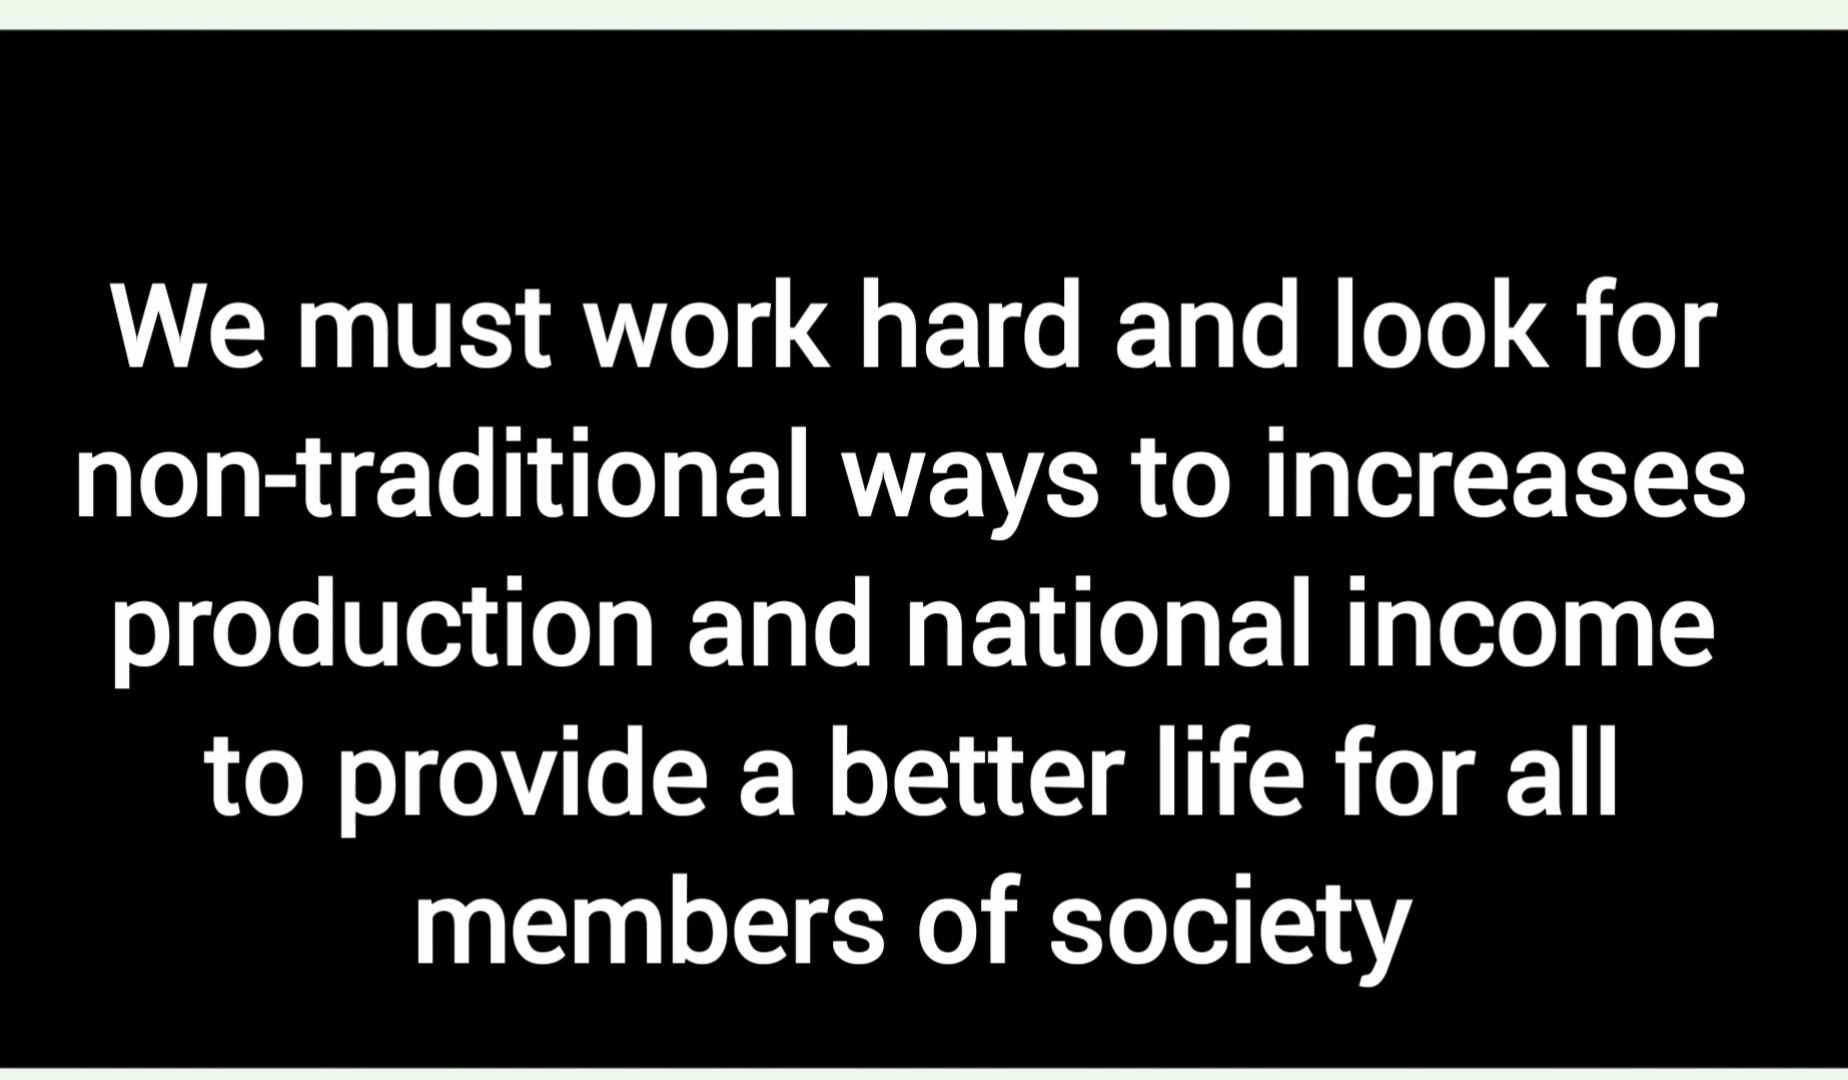 We must work hard and look for
non-traditional ways to increases
production and national income
to provide a better life for all
members of society